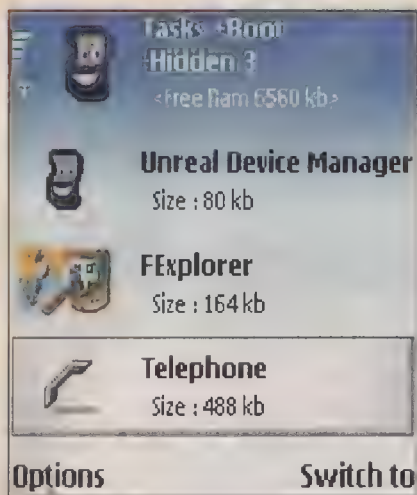 Tasks -Root
-Hidden 3
<Free Ram 6560 kb>
Unreal Device Manager
Size : 80 kb
FExplorer
Size : 164 kb
Telephone
Size : 488 kb
Options Switch to